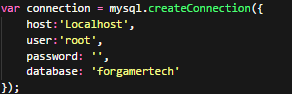 var connection = mysql.createConnection({
    host:'Localhost',
    user:'root',
    password: '',
    database: 'forgamertech'
});